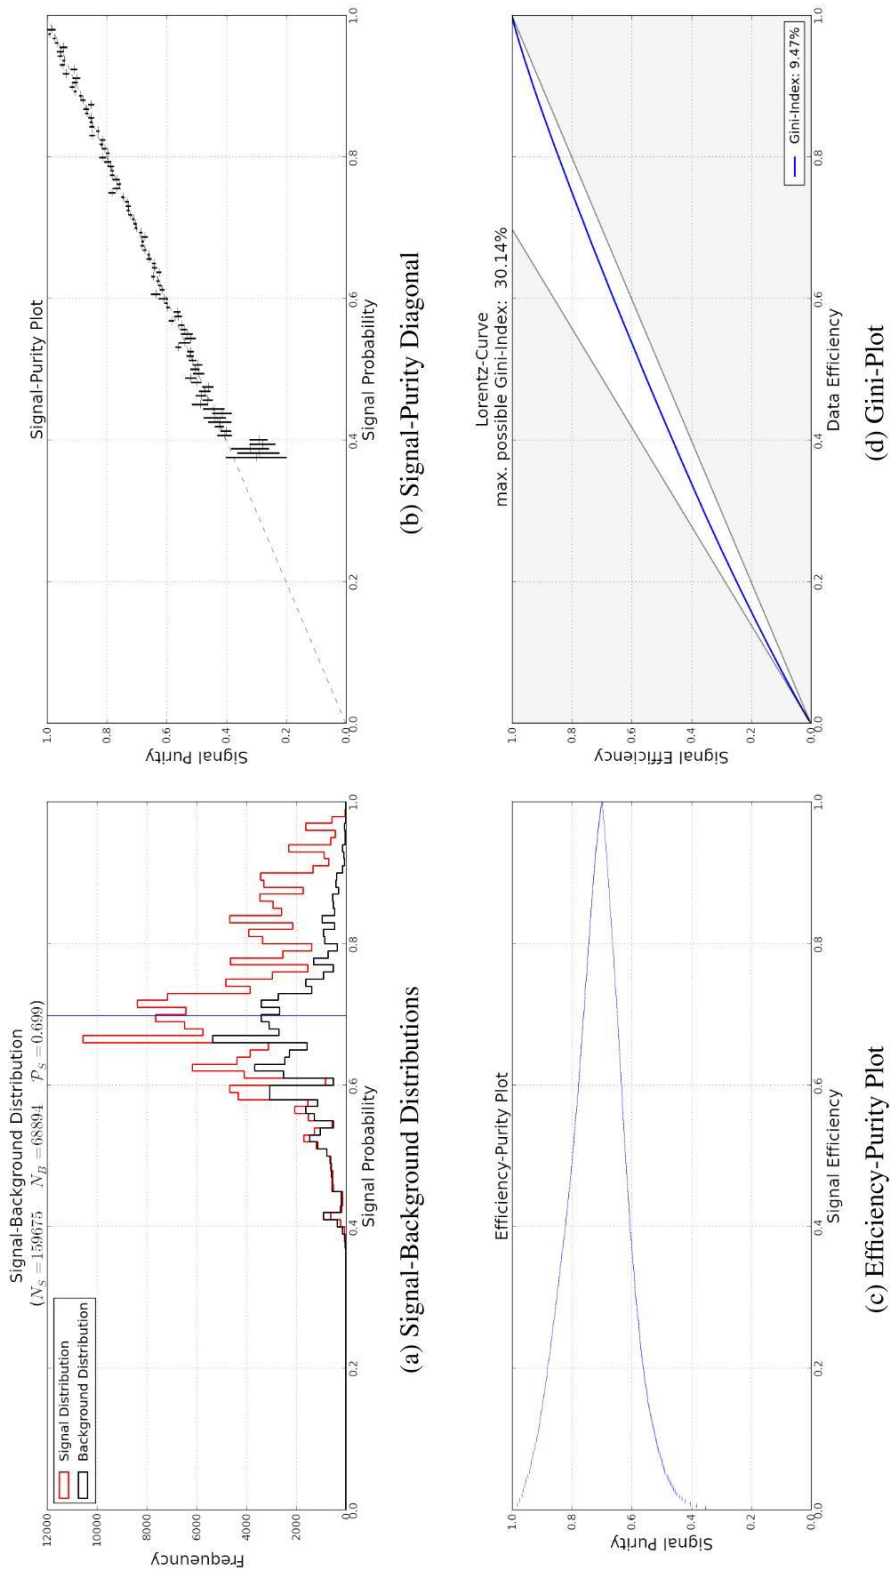 Signal-Background Distribution
(N_S = 159675 N_B = 68894 P_S = 0.699)
Signal Distribution
Background Distribution
12000
10000
8000
6000
4000
2000
0
Frequeuncy
0.0 0.2 0.4 0.6 0.8 1.0
Signal Probability
(a) Signal-Background Distributions
Signal-Purity Plot
1.0
0.8
0.6
0.4
0.2
0.0
Signal Purity
0.0 0.2 0.4 0.6 0.8 1.0
Signal Probability
(b) Signal-Purity Diagonal
Efficiency-Purity Plot
1.0
0.8
0.6
0.4
0.2
0.0
Signal Purity
0.0 0.2 0.4 0.6 0.8 1.0
Signal Efficiency
(c) Efficiency-Purity Plot
Lorentz-Curve
max. possible Gini-Index: 30.14%
1.0
0.8
0.6
0.4
0.2
0.0
Signal Efficiency
Gini-Index: 9.47%
0.0 0.2 0.4 0.6 0.8 1.0
Data Efficiency
(d) Gini-Plot